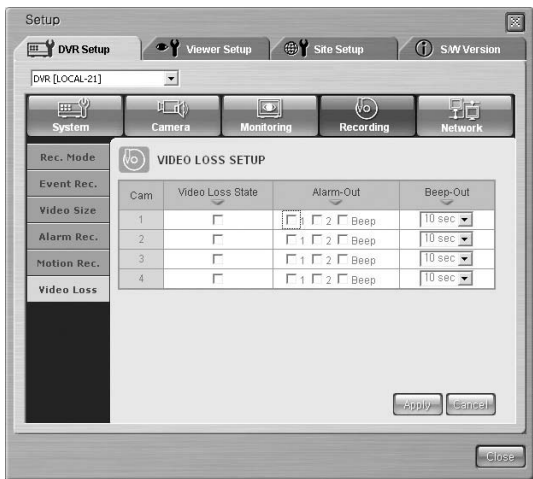 Setup
DVR Setup Viewer Setup Site Setup S/W Version
DVR [LOCAL-21]
System Camera Monitoring Recording Network
Rec. Mode
Event Rec.
Video Size
Alarm Rec.
Motion Rec.
Video Loss
VIDEO LOSS SETUP
Cam Video Loss State Alarm-Out Beep-Out
1 1 2 Beep 10 sec
2 1 2 Beep 10 sec
3 1 2 Beep 10 sec
4 1 2 Beep 10 sec
Apply Cancel
Close